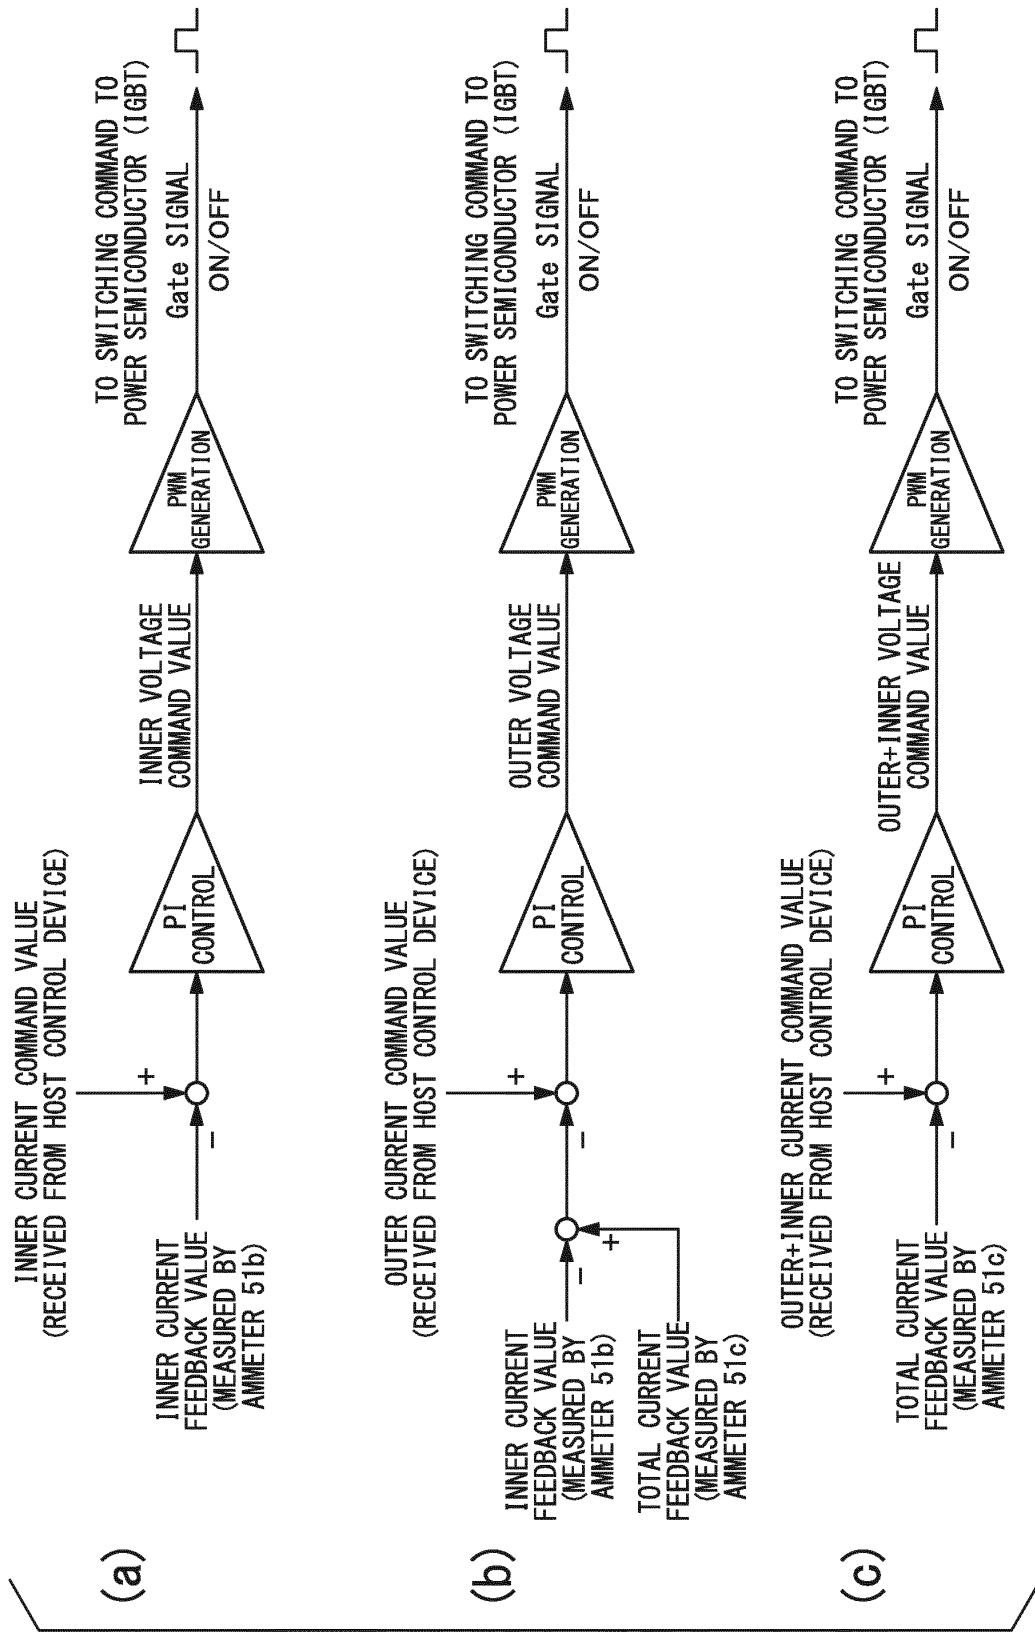 (a)
INNER CURRENT COMMAND VALUE
(RECEIVED FROM HOST CONTROL DEVICE)
INNER CURRENT
FEEDBACK VALUE
(MEASURED BY
AMMETER 51b)
+
-
PI
CONTROL
INNER VOLTAGE
COMMAND VALUE
PWM
GENERATION
TO SWITCHING COMMAND TO
POWER SEMICONDUCTOR (IGBT)
Gate SIGNAL
ON/OFF
(b)
OUTER CURRENT COMMAND VALUE
(RECEIVED FROM HOST CONTROL DEVICE)
INNER CURRENT
FEEDBACK VALUE
(MEASURED BY
AMMETER 51b)
TOTAL CURRENT
FEEDBACK VALUE
(MEASURED BY
AMMETER 51c)
-
+
+
-
PI
CONTROL
OUTER VOLTAGE
COMMAND VALUE
PWM
GENERATION
TO SWITCHING COMMAND TO
POWER SEMICONDUCTOR (IGBT)
Gate SIGNAL
ON/OFF
(c)
OUTER+INNER CURRENT COMMAND VALUE
(RECEIVED FROM HOST CONTROL DEVICE)
TOTAL CURRENT
FEEDBACK VALUE
(MEASURED BY
AMMETER 51c)
+
-
PI
CONTROL
OUTER+INNER VOLTAGE
COMMAND VALUE
PWM
GENERATION
TO SWITCHING COMMAND TO
POWER SEMICONDUCTOR (IGBT)
Gate SIGNAL
ON/OFF